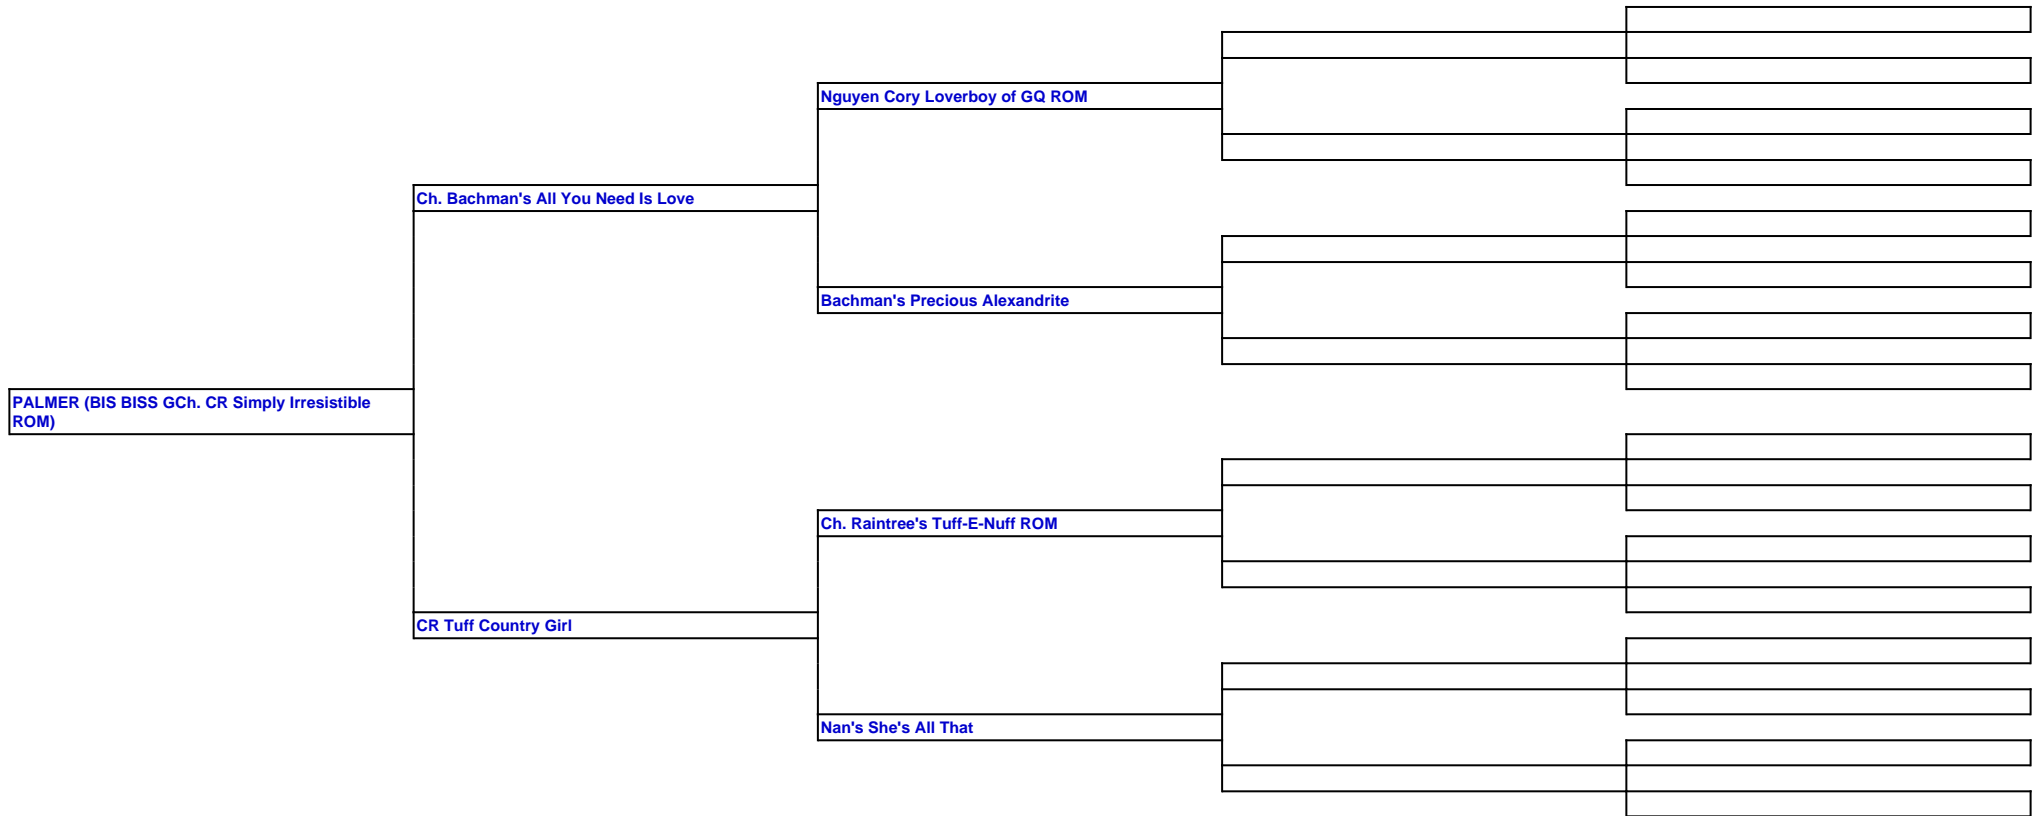 Nguyen Cory Loverboy of GQ ROM
Ch. Bachman's All You Need Is Love
Bachman's Precious Alexandrite
PALMER (BIS BISS GCh. CR Simply Irresistible
ROM)
Ch. Raintree's Tuff-E-Nuff ROM
CR Tuff Country Girl
Nan's She's All That